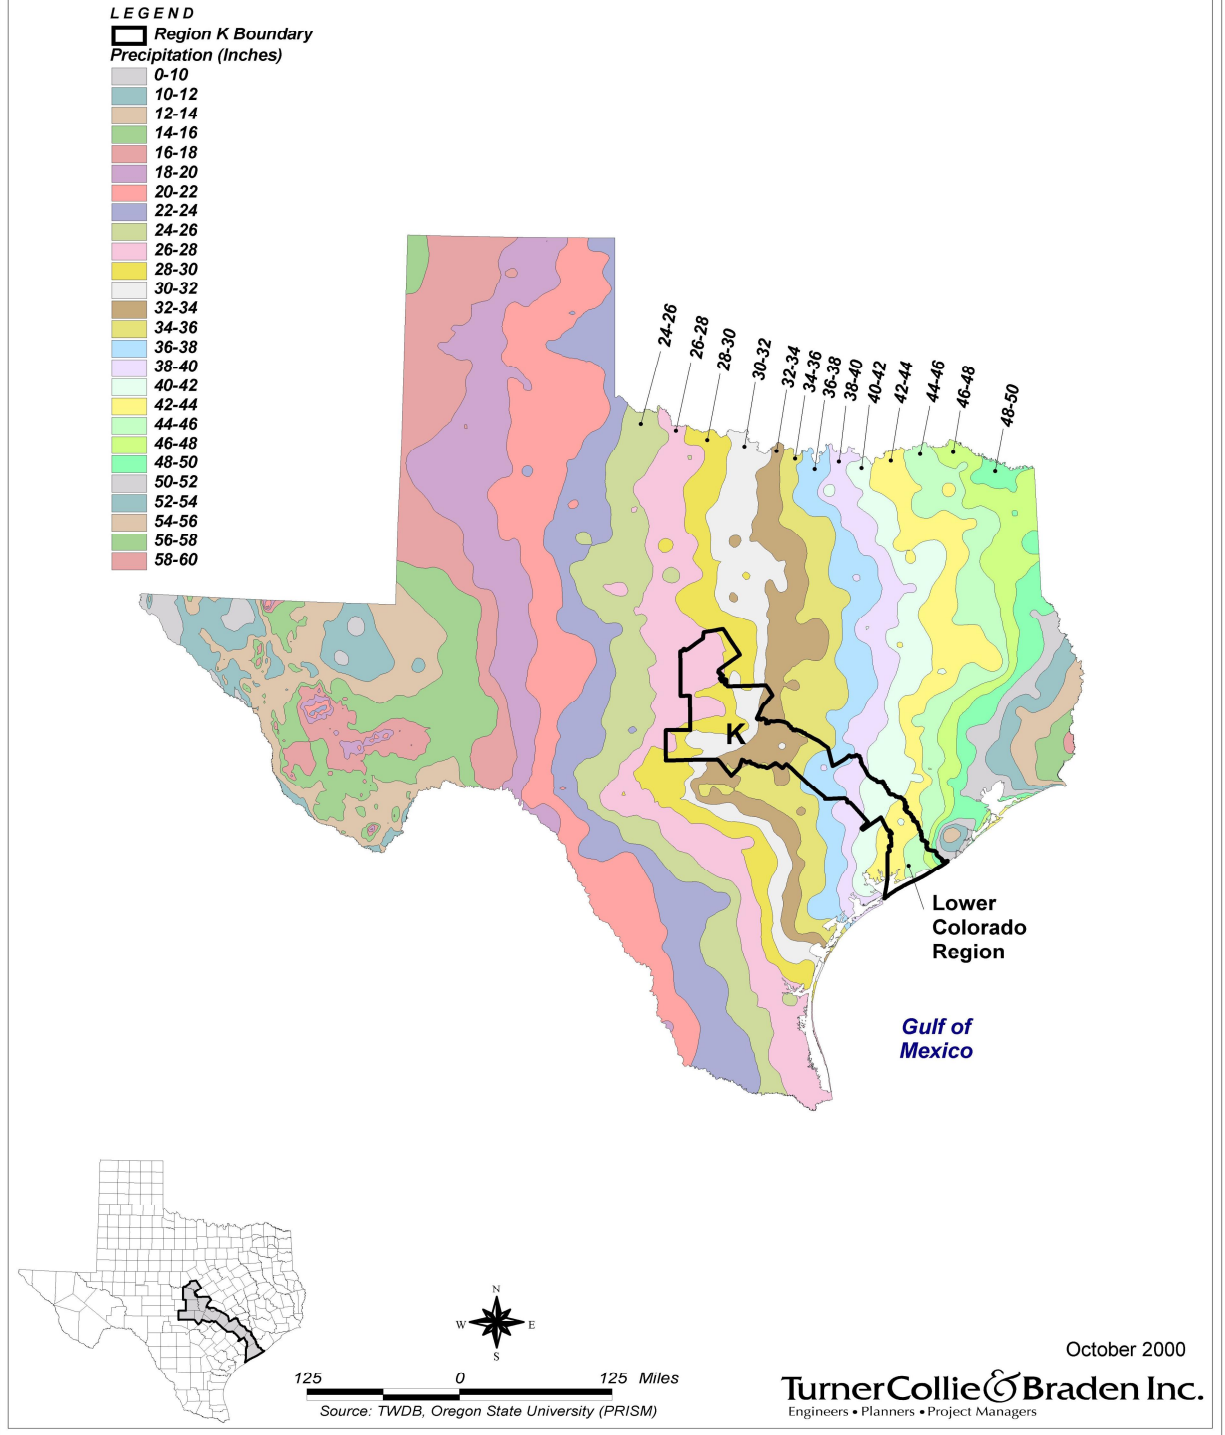 LEGEND
Region K Boundary
Precipitation (Inches)
0-10
10-12
12-14
14-16
16-18
18-20
20-22
22-24
24-26
26-28
28-30
30-32
32-34
34-36
36-38
38-40
40-42
42-44
44-46
46-48
48-50
50-52
52-54
54-56
56-58
58-60
24-26
26-28
28-30
30-32
32-34
34-36
36-38
38-40
40-42
42-44
44-46
46-48
48-50
K
Lower
Colorado
Region
Gulf of
Mexico
N
W E
S
October 2000
125 0 125 Miles
Source: TWDB, Oregon State University (PRISM)
Turner Collie & Braden Inc.
Engineers • Planners • Project Managers